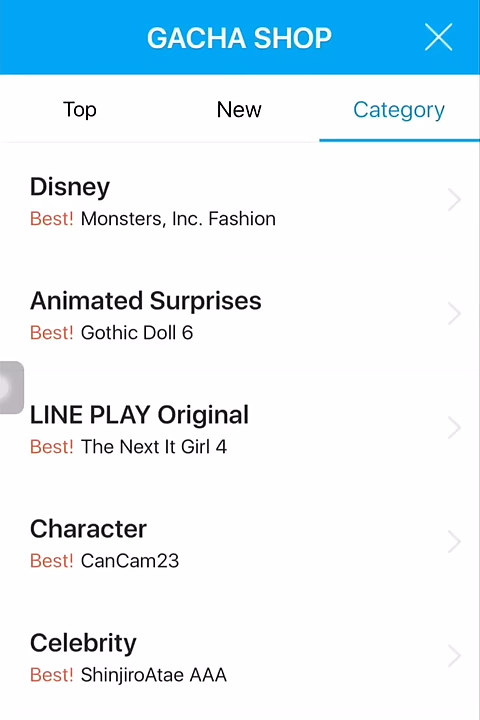 GACHA SHOP
Top New Category
Disney
Best! Monsters, Inc. Fashion
Animated Surprises
Best! Gothic Doll 6
LINE PLAY Original
Best! The Next It Girl 4
Character
Best! CanCam23
Celebrity
Best! ShinjiroAtae AAA